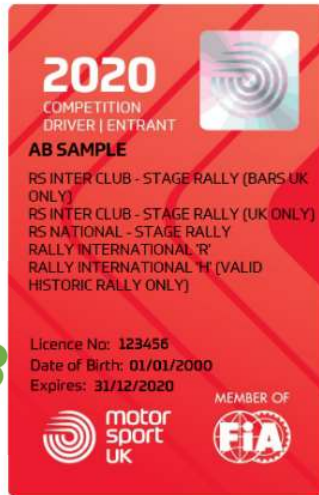 2020
COMPETITION
DRIVER | ENTRANT
AB SAMPLE
RS INTER CLUB - STAGE RALLY (BARS UK
ONLY)
RS INTER CLUB - STAGE RALLY (UK ONLY)
RS NATIONAL - STAGE RALLY
RALLY INTERNATIONAL 'R'
RALLY INTERNATIONAL 'H' (VALID
HISTORIC RALLY ONLY)
Licence No: 123456
Date of Birth: 01/01/2000
Expires: 31/12/2020
MEMBER OF
motor
sport
UK
FiA